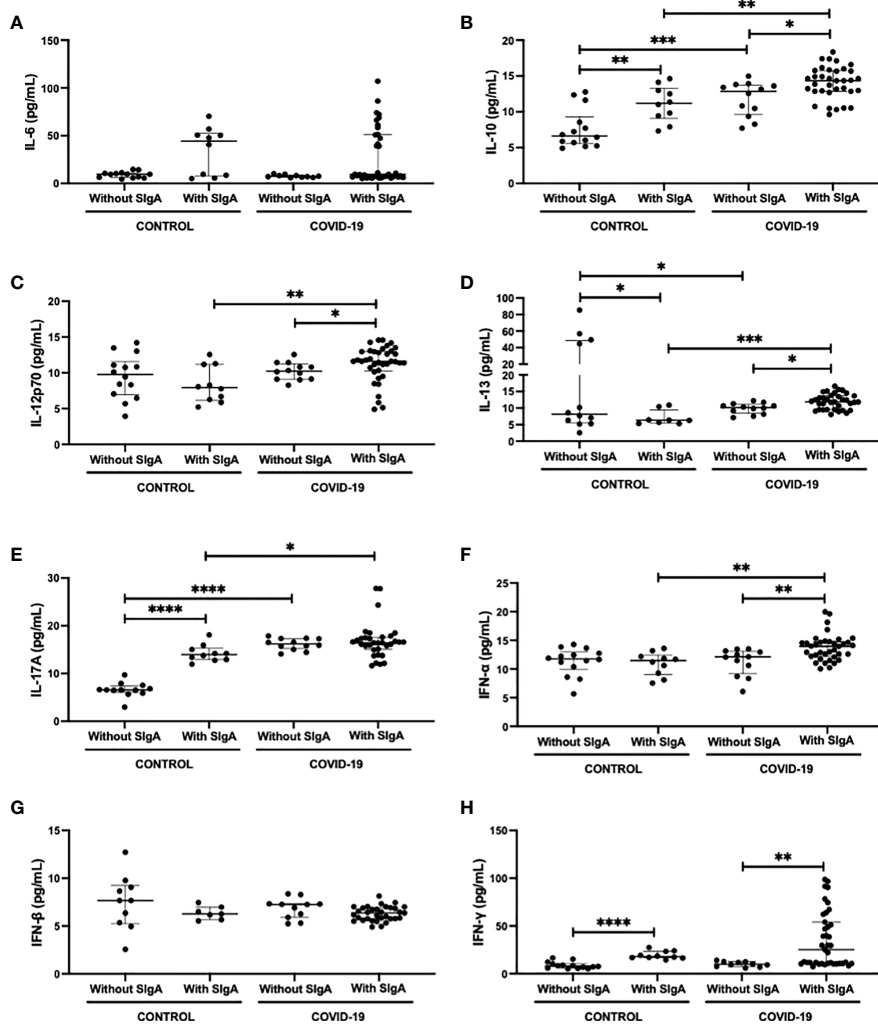 A
IL-6 (pg/mL)
150
100
50
0
Without SIgA With SIgA Without SIgA With SIgA
CONTROL COVID-19
B
IL-10 (pg/mL)
20
15
10
5
0
** 
*
***
**
Without SIgA With SIgA Without SIgA With SIgA
CONTROL COVID-19
C
IL-12p70 (pg/mL)
20
15
10
5
0
**
*
Without SIgA With SIgA Without SIgA With SIgA
CONTROL COVID-19
D
IL-13 (pg/mL)
100
80
60
40
20
20
15
10
5
0
*
*
***
*
Without SIgA With SIgA Without SIgA With SIgA
CONTROL COVID-19
E
IL-17A (pg/mL)
30
20
10
0
*
****
****
Without SIgA With SIgA Without SIgA With SIgA
CONTROL COVID-19
F
IFN-α (pg/mL)
25
20
15
10
5
0
**
**
Without SIgA With SIgA Without SIgA With SIgA
CONTROL COVID-19
G
IFN-β (pg/mL)
15
10
5
0
Without SIgA With SIgA Without SIgA With SIgA
CONTROL COVID-19
H
IFN-γ (pg/mL)
150
100
50
0
**
****
Without SIgA With SIgA Without SIgA With SIgA
CONTROL COVID-19